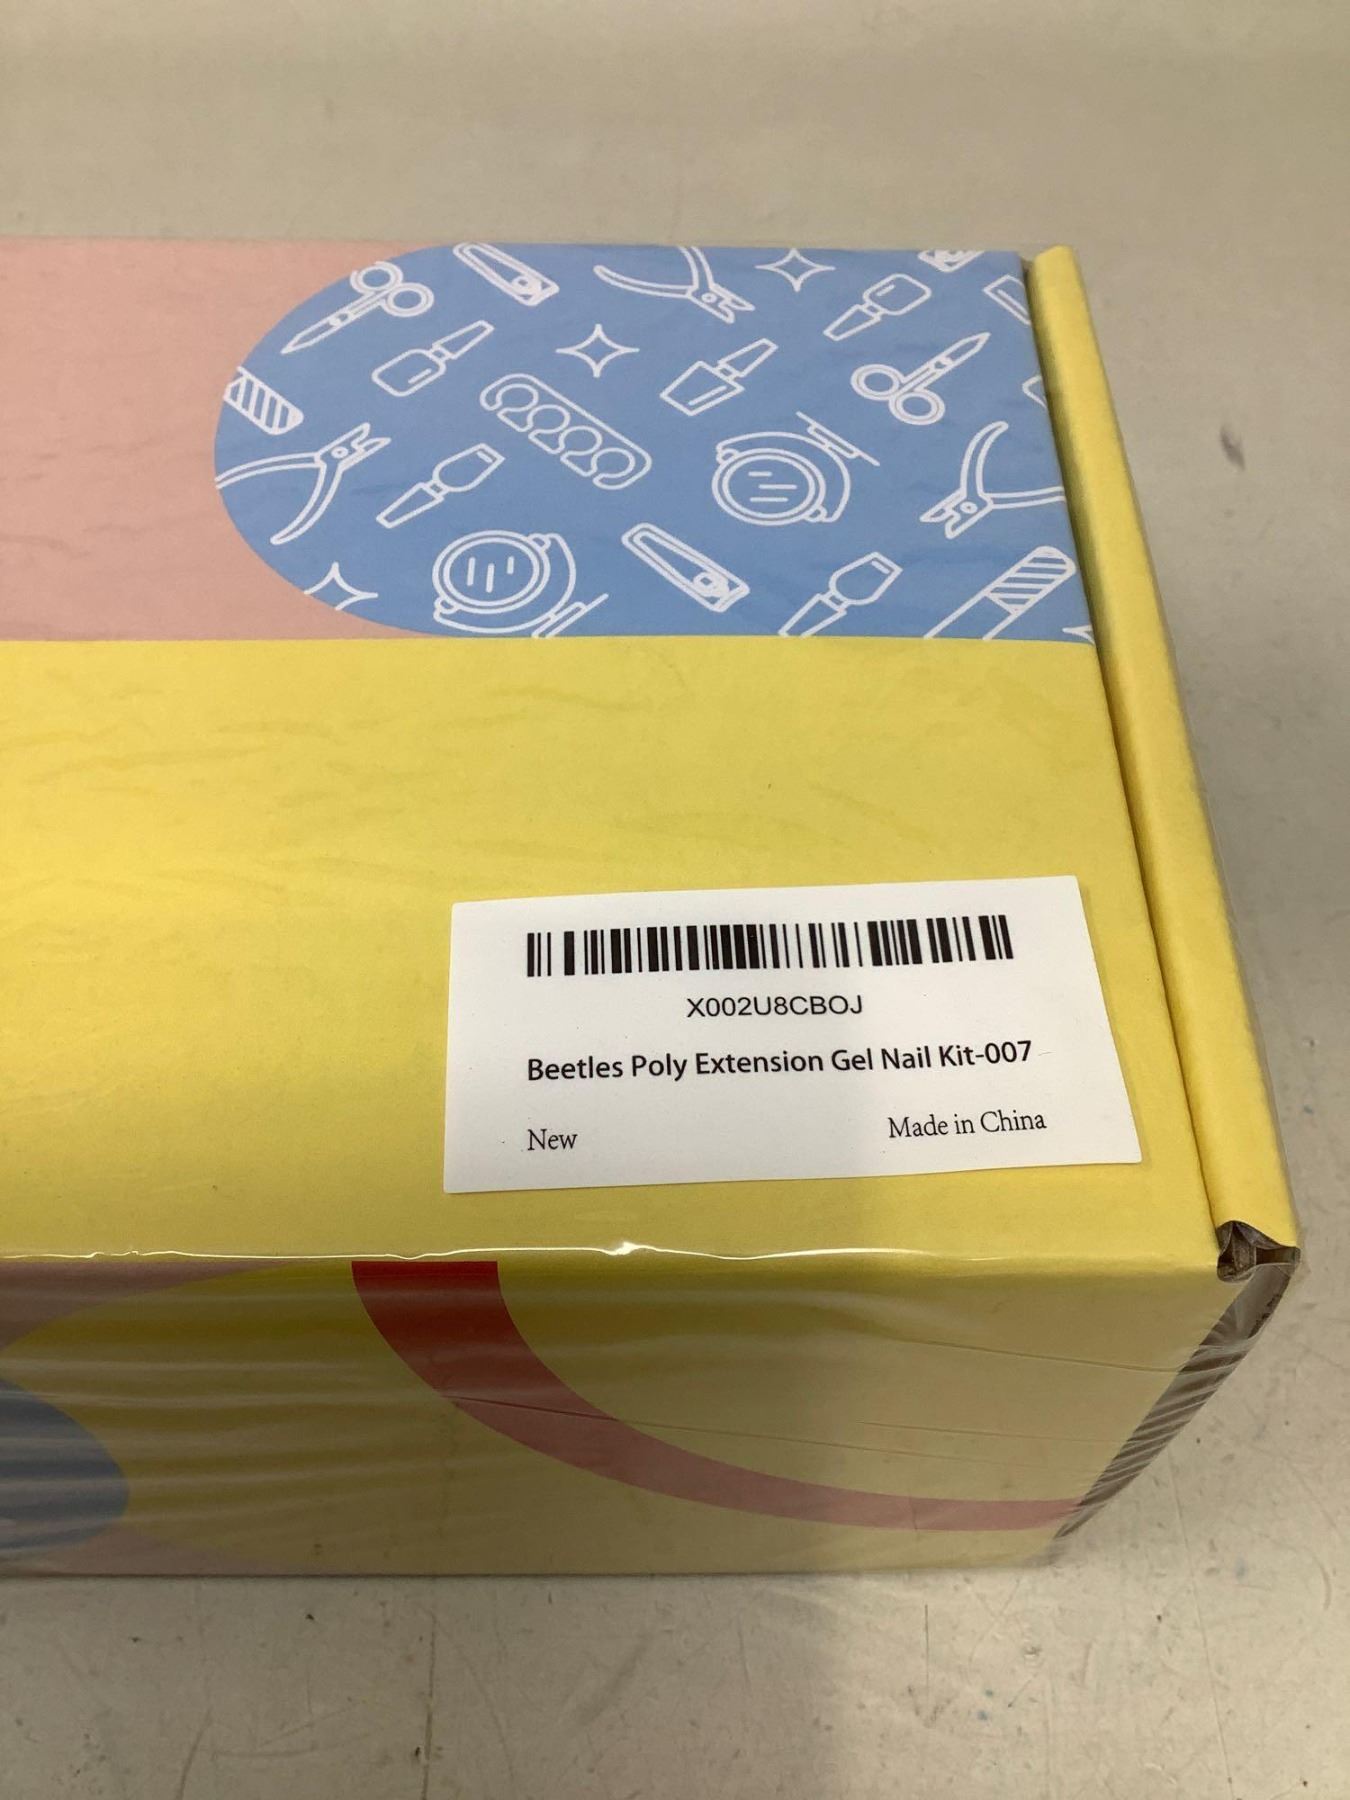 X002U8CBOJ
Beetles Poly Extension Gel Nail Kit-007
New
Made in China